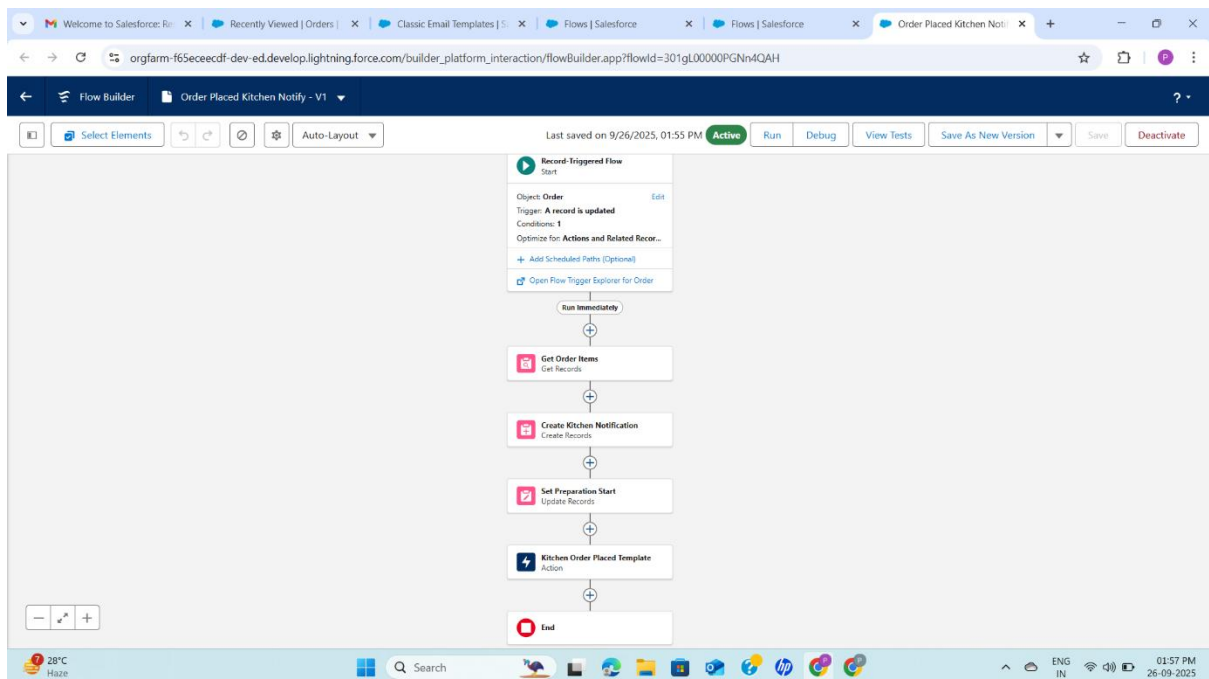 Welcome to Salesforce: Re
Recently Viewed | Orders |
Classic Email Templates | S
Flows | Salesforce
Flows | Salesforce
Order Placed Kitchen Noti
orgfarm-f65eceecdf-dev-ed.develop.lightning.force.com/builder_platform_interaction/flowBuilder.app?flowId=301gL00000PGNn4QAH
P
Flow Builder
Order Placed Kitchen Notify - V1
?
Select Elements
Auto-Layout
Last saved on 9/26/2025, 01:55 PM
Active
Run
Debug
View Tests
Save As New Version
Save
Deactivate
Record-Triggered Flow
Start
Object: Order
Edit
Trigger: A record is updated
Conditions: 1
Optimize for: Actions and Related Recor...
+ Add Scheduled Paths (Optional)
Open Flow Trigger Explorer for Order
Run Immediately
Get Order Items
Get Records
Create Kitchen Notification
Create Records
Set Preparation Start
Update Records
Kitchen Order Placed Template
Action
End
7
28°C
Haze
Search
ENG
IN
01:57 PM
26-09-2025